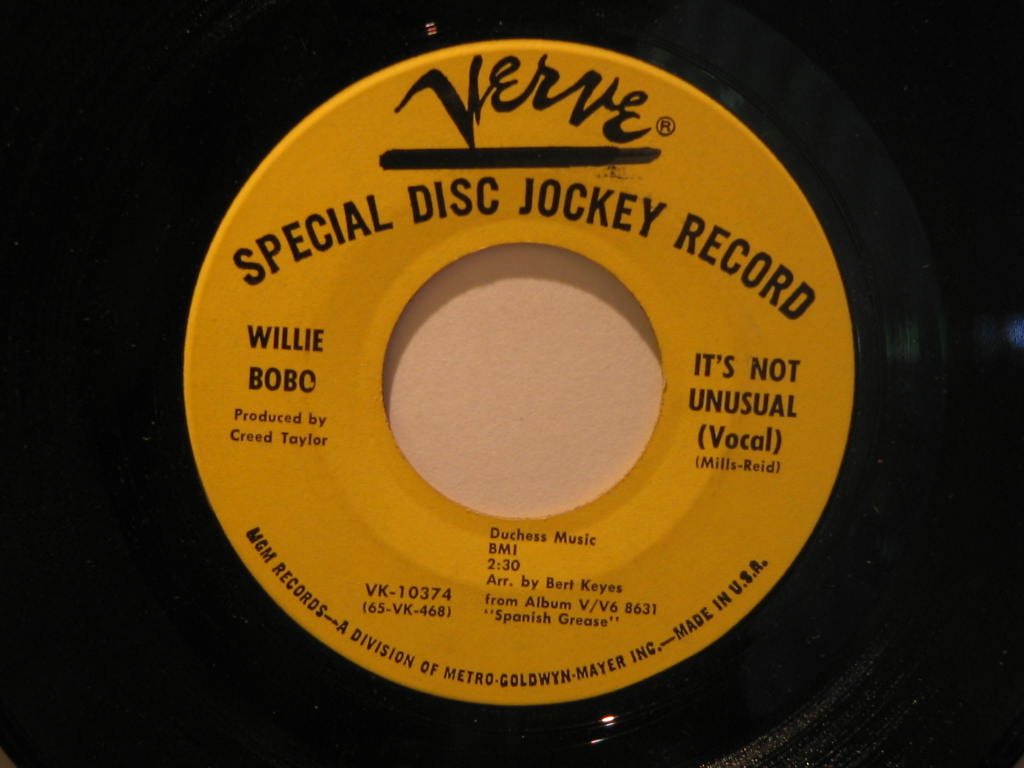 Verve®
SPECIAL DISC JOCKEY RECORD
WILLIE
BOBO
Produced by
Creed Taylor
IT'S NOT
UNUSUAL
(Vocal)
(Mills-Reid)
Duchess Music
BMI
2:30
Arr. by Bert Keyes
from Album V/V6 8631
"Spanish Grease"
VK-10374
(65-VK-468)
MGM RECORDS—A DIVISION OF METRO-GOLDWYN-MAYER INC.—MADE IN U.S.A.